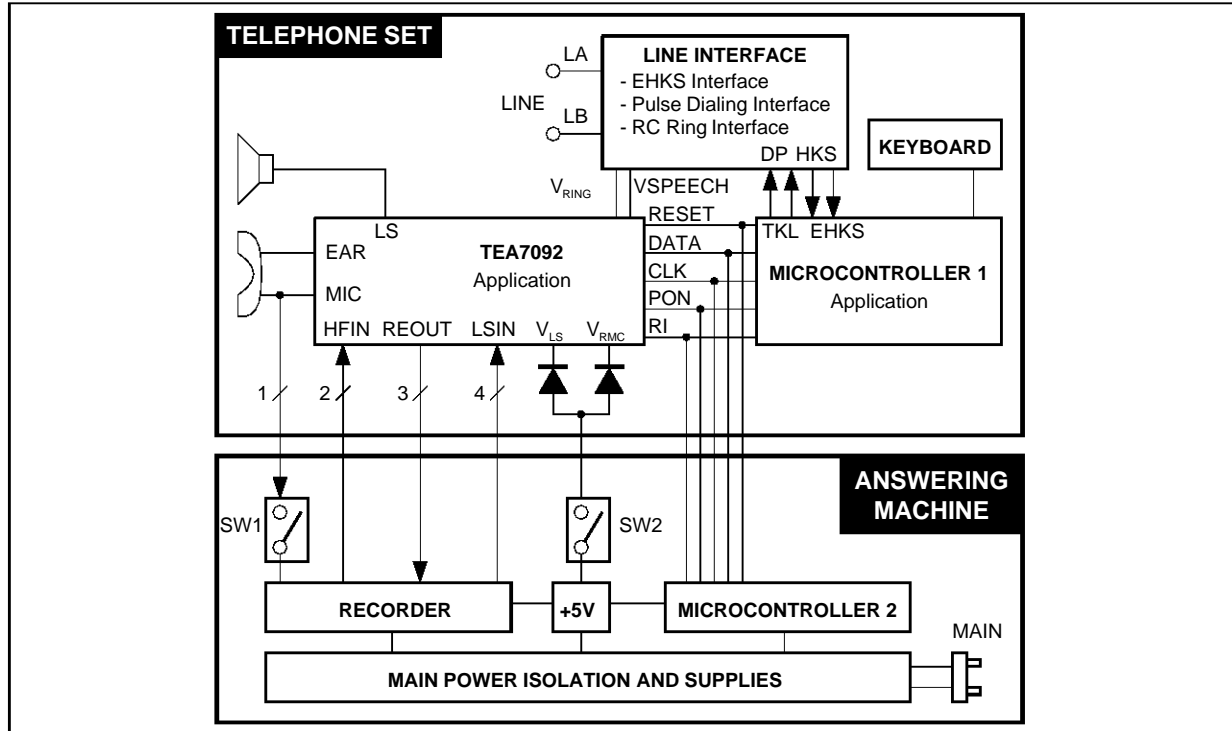 TELEPHONE SET
LA
LINE
LB
LINE INTERFACE
- EHKS Interface
- Pulse Dialing Interface
- RC Ring Interface
DP HKS
KEYBOARD
VRING
VSPEECH
LS
EAR
MIC
TEA7092
Application
HFIN REOUT LSIN VLS VRMC
RESET
DATA
CLK
PON
RI
TKL EHKS
MICROCONTROLLER 1
Application
1 2 3 4
ANSWERING
MACHINE
SW1
SW2
RECORDER
+5V
MICROCONTROLLER 2
MAIN
MAIN POWER ISOLATION AND SUPPLIES